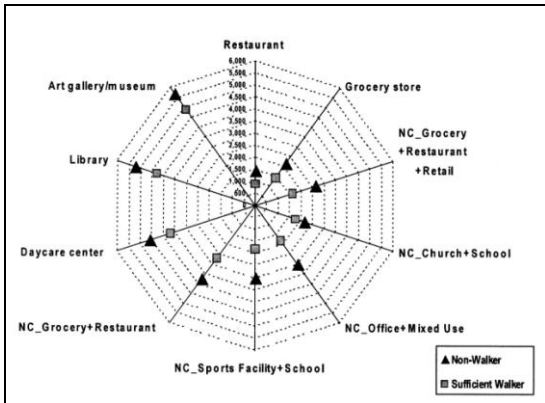 Restaurant
6,000
5,500
5,000
4,500
4,000
3,500
3,000
2,500
2,000
1,500
1,000
500
Art gallery/museum
Grocery store
NC_Grocery
+Restaurant
+Retail
Library
Daycare center
NC_Church+School
NC_Grocery+Restaurant
NC_Office+Mixed Use
NC_Sports Facility+School
Non-Walker
Sufficient Walker